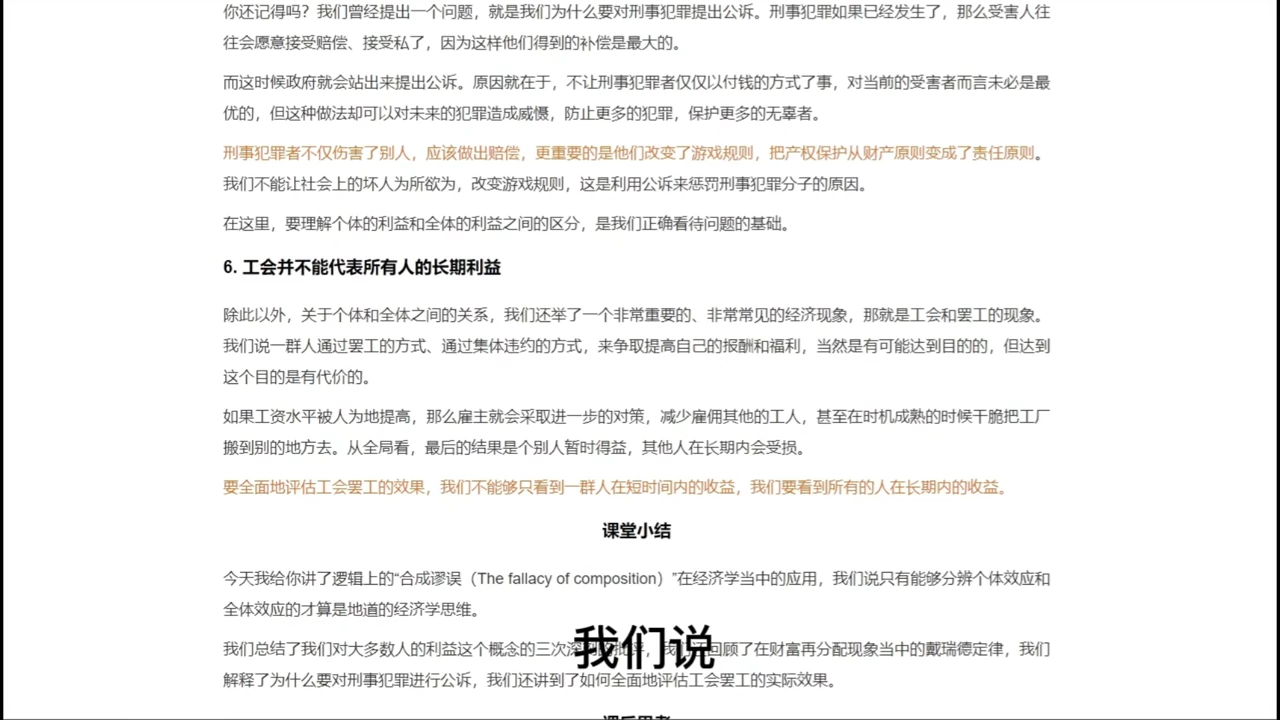 你还记得吗？我们曾经提出一个问题，就是我们为什么要对刑事犯罪提出公诉。刑事犯罪如果已经发生了，那么受害人往
往会愿意接受赔偿、接受私了，因为这样他们得到的补偿是最大的。
而这时候政府就会站出来提出公诉。原因就在于，不让刑事犯罪者仅仅以付钱的方式了事，对当前的受害者而言未必是最
优的，但这种做法却可以对未来的犯罪造成威慑，防止更多的犯罪，保护更多的无辜者。
刑事犯罪者不仅伤害了别人，应该做出赔偿，更重要的是他们改变了游戏规则，把产权保护从财产原则变成了责任原则。
我们不能让社会上的坏人为所欲为，改变游戏规则，这是利用公诉来惩罚刑事犯罪分子的原因。
在这里，要理解个体的利益和全体的利益之间的区分，是我们正确看待问题的基础。
6. 工会并不能代表所有人的长期利益
除此以外，关于个体和全体之间的关系，我们还举了一个非常重要的、非常常见的经济现象，那就是工会和罢工的现象。
我们说一群人通过罢工的方式、通过集体违约的方式，来争取提高自己的报酬和福利，当然是有可能达到目的的，但达到
这个目的是有代价的。
如果工资水平被人为地提高，那么雇主就会采取进一步的对策，减少雇佣其他的工人，甚至在时机成熟的时候干脆把工厂
搬到别的地方去。从全局看，最后的结果是个别人暂时得益，其他人在长期内会受损。
要全面地评估工会罢工的效果，我们不能够只看到一群人在短时间内的收益，我们要看到所有的人在长期内的收益。
课堂小结
今天我给你讲了逻辑上的“合成谬误（The fallacy of composition）”在经济学当中的应用，我们说只有能够分辨个体效应和
全体效应的才算是地道的经济学思维。
我们总结了我们对大多数人的利益这个概念的三次深 批评，我们还回顾了在财富再分配现象当中的戴瑞德定律，我们
我们说
解释了为什么要对刑事犯罪进行公诉，我们还讲到了如何全面地评估工会罢工的实际效果。